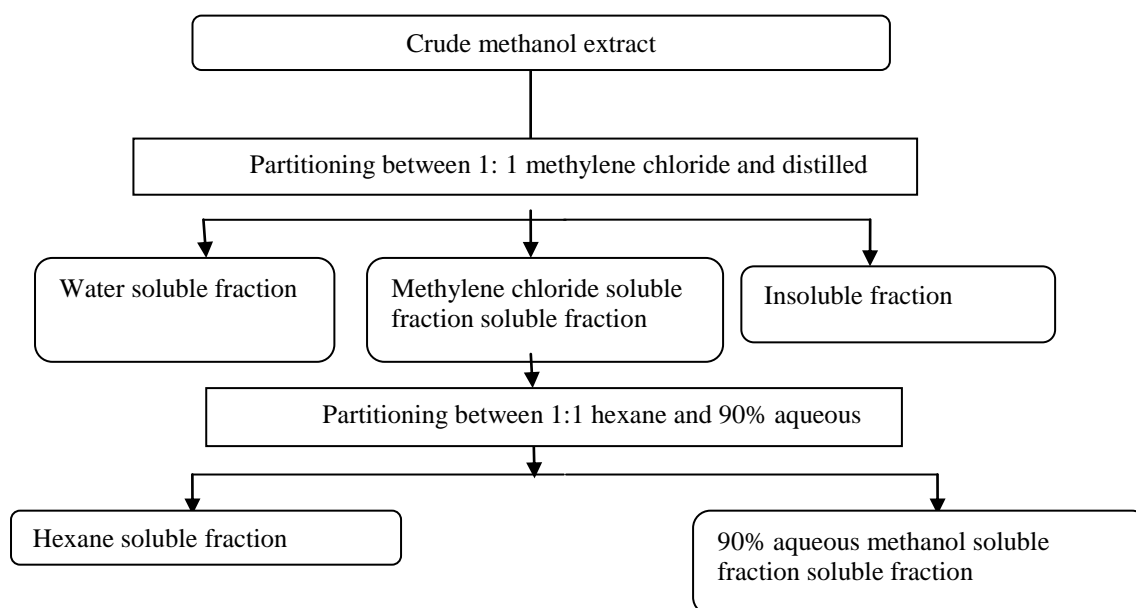 Crude methanol extract
Partitioning between 1: 1 methylene chloride and distilled
Water soluble fraction
Methylene chloride soluble
fraction soluble fraction
Insoluble fraction
Partitioning between 1:1 hexane and 90% aqueous
Hexane soluble fraction
90% aqueous methanol soluble
fraction soluble fraction